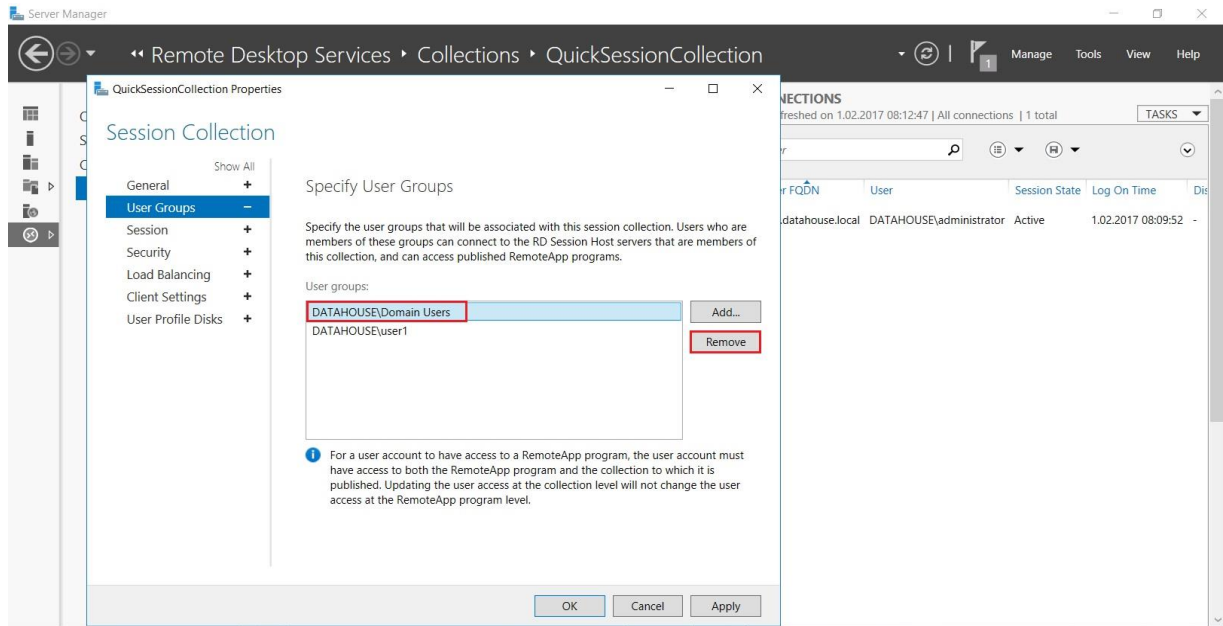 Server Manager
Remote Desktop Services
Collections
QuickSessionCollection
1
Manage
Tools
View
Help
QuickSessionCollection Properties
Session Collection
Show All
General
User Groups
Session
Security
Load Balancing
Client Settings
User Profile Disks
Specify User Groups
Specify the user groups that will be associated with this session collection. Users who are
members of these groups can connect to the RD Session Host servers that are members of
this collection, and can access published RemoteApp programs.
User groups:
DATAHOUSE\Domain Users
DATAHOUSE\user1
Add...
Remove
For a user account to have access to a RemoteApp program, the user account must
have access to both the RemoteApp program and the collection to which it is
published. Updating the user access at the collection level will not change the user
access at the RemoteApp program level.
OK
Cancel
Apply
NECTIONS
freshed on 1.02.2017 08:12:47 | All connections | 1 total
TASKS
r FQDN
User
Session State
Log On Time
Dis
.datahouse.local
DATAHOUSE\administrator
Active
1.02.2017 08:09:52
-